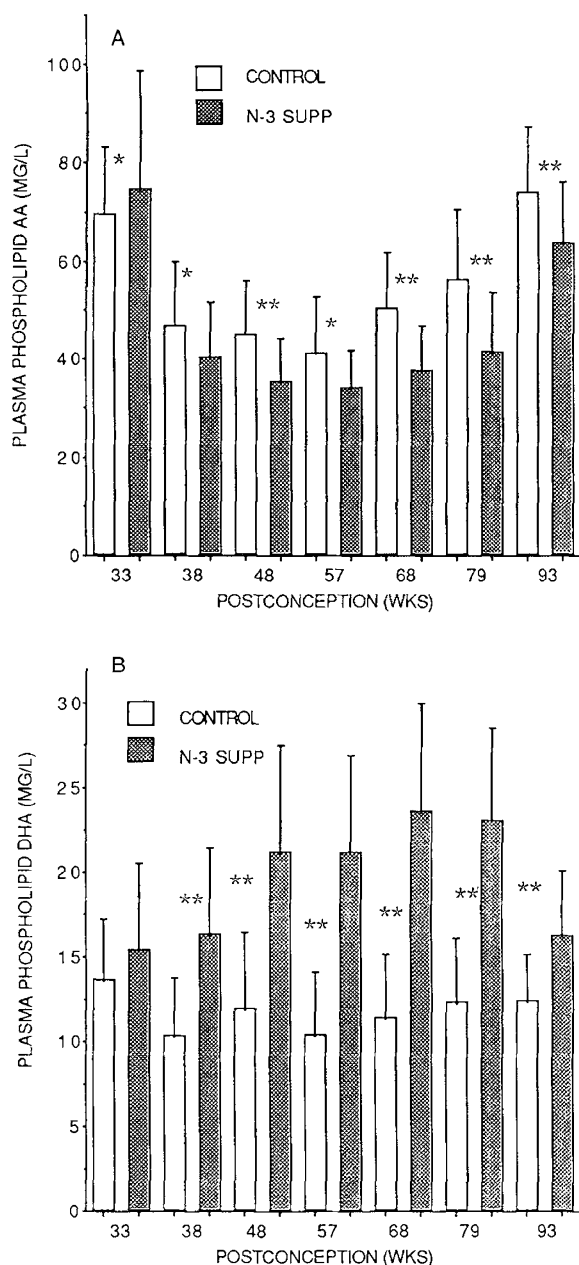 A
CONTROL
N-3 SUPP
PLASMA PHOSPHOLIPID AA (MG/L)
100
80
60
40
20
0
*
*
**
*
**
**
**
33 38 48 57 68 79 93
POSTCONCEPTION (WKS)
B
CONTROL
N-3 SUPP
PLASMA PHOSPHOLIPID DHA (MG/L)
30
25
20
15
10
5
0
**
**
**
**
**
**
33 38 48 57 68 79 93
POSTCONCEPTION (WKS)